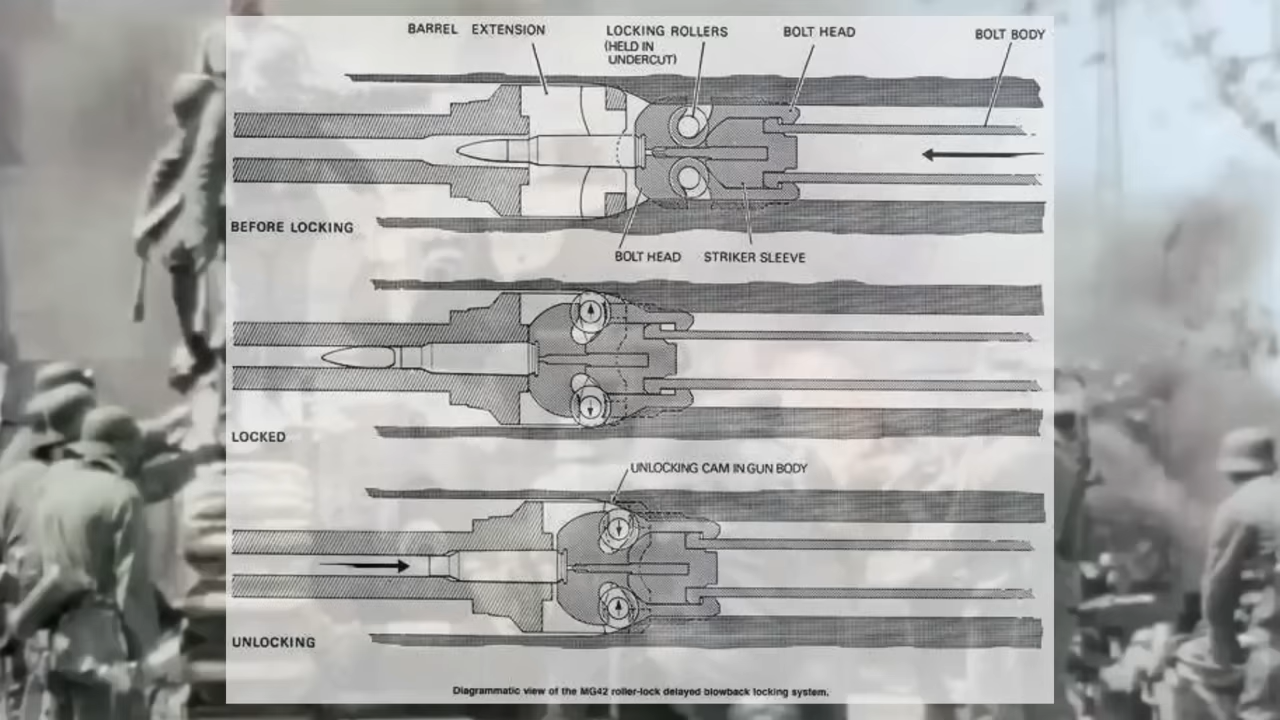 BARREL EXTENSION
LOCKING ROLLERS
(HELD IN
UNDERCUT)
BOLT HEAD
BOLT BODY
BEFORE LOCKING
BOLT HEAD
STRIKER SLEEVE
LOCKED
UNLOCKING CAM IN GUN BODY
UNLOCKING
Diagrammatic view of the MG42 roller-lock delayed blowback locking system.